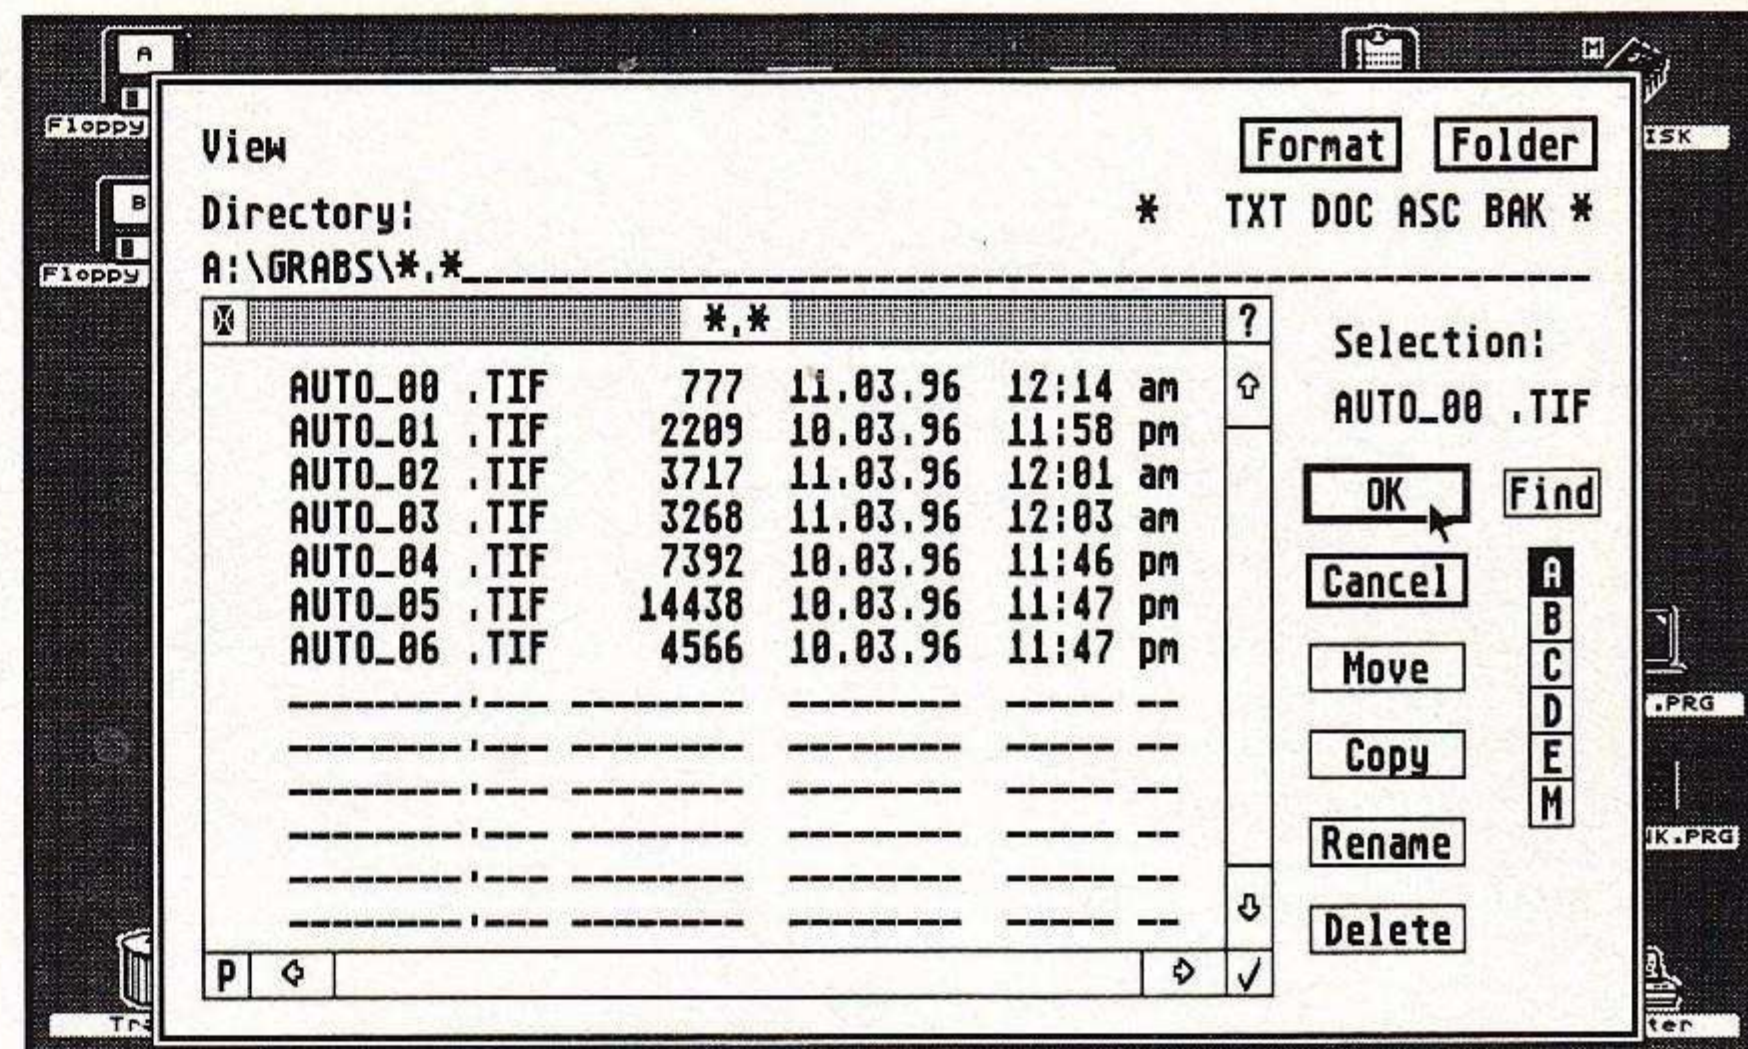 A
M
Floppy
ISK
View
Format Folder
B
Directory:
* TXT DOC ASC BAK *
Floppy
A:\GRABS\*.*
*.* ?
Selection:
AUTO_00 .TIF 777 11.03.96 12:14 am
AUTO_00 .TIF
AUTO_01 .TIF 2209 10.03.96 11:58 pm
AUTO_02 .TIF 3717 11.03.96 12:01 am
OK Find
AUTO_03 .TIF 3268 11.03.96 12:03 am
AUTO_04 .TIF 7392 10.03.96 11:46 pm
Cancel
A
AUTO_05 .TIF 14438 10.03.96 11:47 pm
B
AUTO_06 .TIF 4566 10.03.96 11:47 pm
Move
C
D
.PRG
Copy
E
M
Rename
NK.PRG
Delete
P
Tra
ter